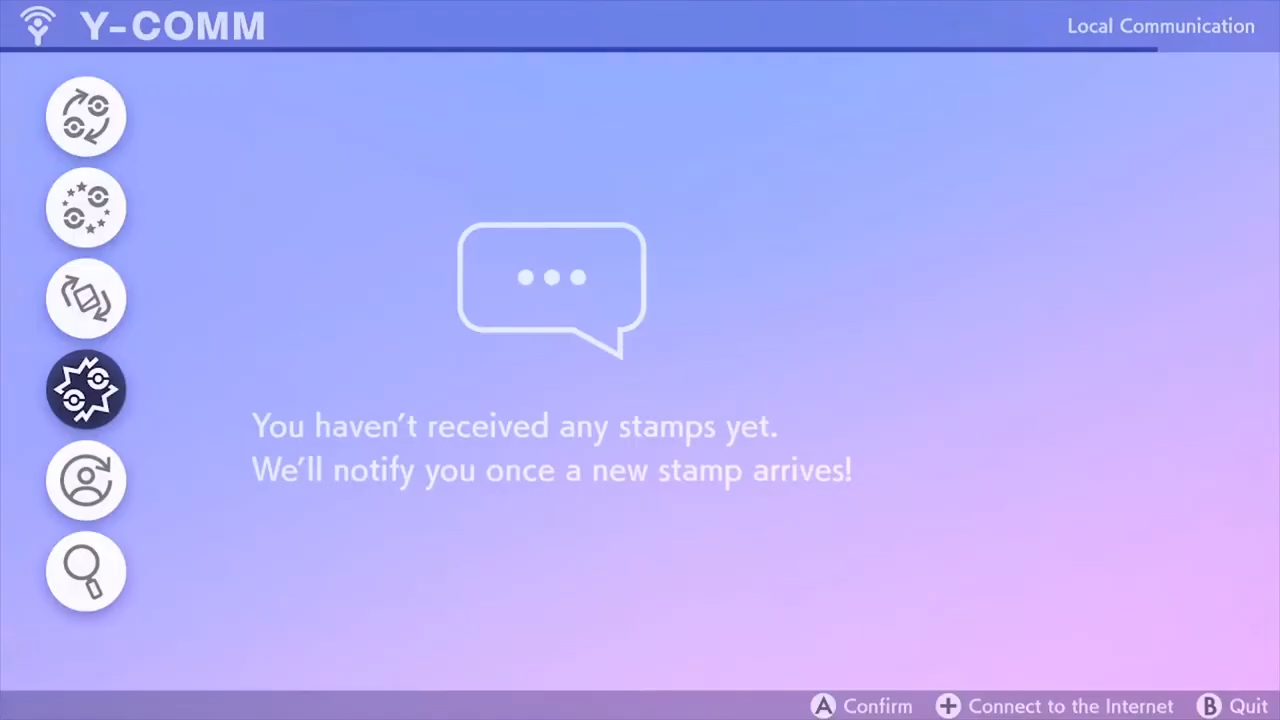 Y-COMM
Local Communication
You haven't received any stamps yet.
We'll notify you once a new stamp arrives!
A Confirm
+ Connect to the Internet
B Quit